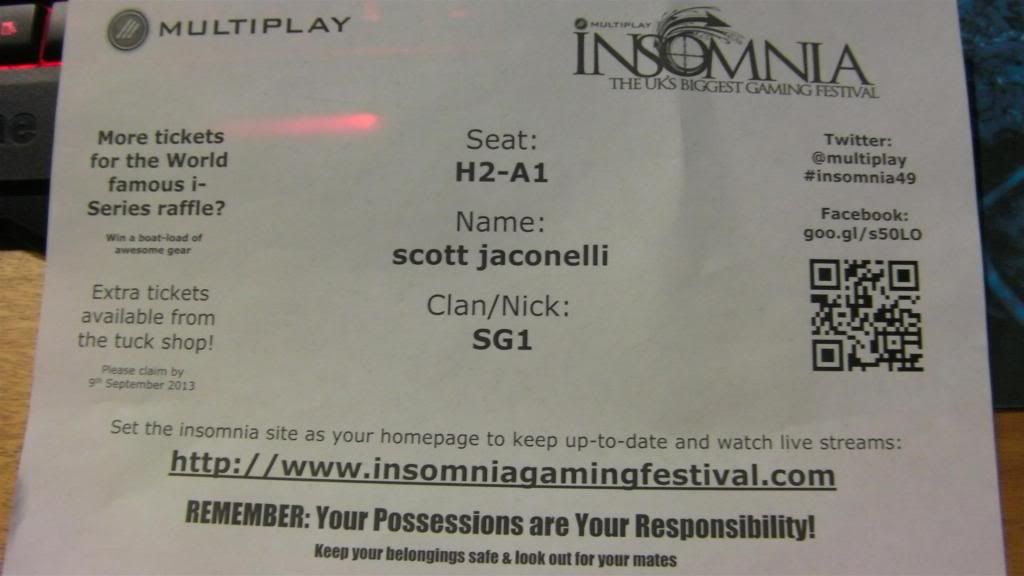 MULTIPLAY
MULTIPLAY
INSOMNIA
THE UK'S BIGGEST GAMING FESTIVAL
More tickets
for the World
famous i-
Series raffle?
Win a boat-load of
awesome gear
Extra tickets
available from
the tuck shop!
Please claim by
9th September 2013
Seat:
H2-A1
Name:
scott jaconelli
Clan/Nick:
SG1
Twitter:
@multiplay
#insomnia49
Facebook:
goo.gl/s50LO
Set the insomnia site as your homepage to keep up-to-date and watch live streams:
http://www.insomniagamingfestival.com
REMEMBER: Your Possessions are Your Responsibility!
Keep your belongings safe & look out for your mates